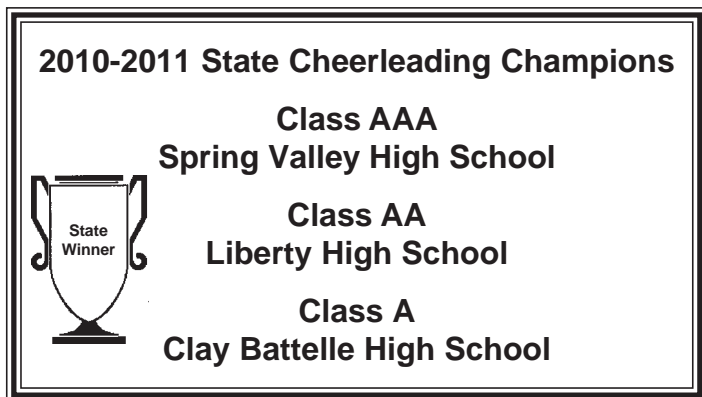 2010-2011 State Cheerleading Champions
Class AAA
Spring Valley High School
State
Winner
Class AA
Liberty High School
Class A
Clay Battelle High School